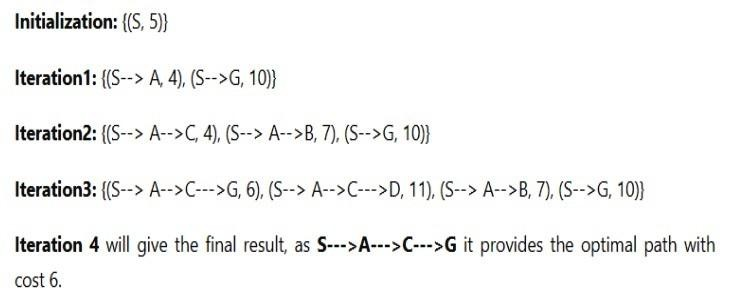 Initialization: {(S, 5)}
Iteration1: {(S--> A, 4), (S-->G, 10)}
Iteration2: {(S--> A-->C, 4), (S--> A-->B, 7), (S-->G, 10)}
Iteration3: {(S--> A-->C--->G, 6), (S--> A-->C--->D, 11), (S--> A-->B, 7), (S-->G, 10)}
Iteration 4 will give the final result, as S--->A--->C--->G it provides the optimal path with
cost 6.